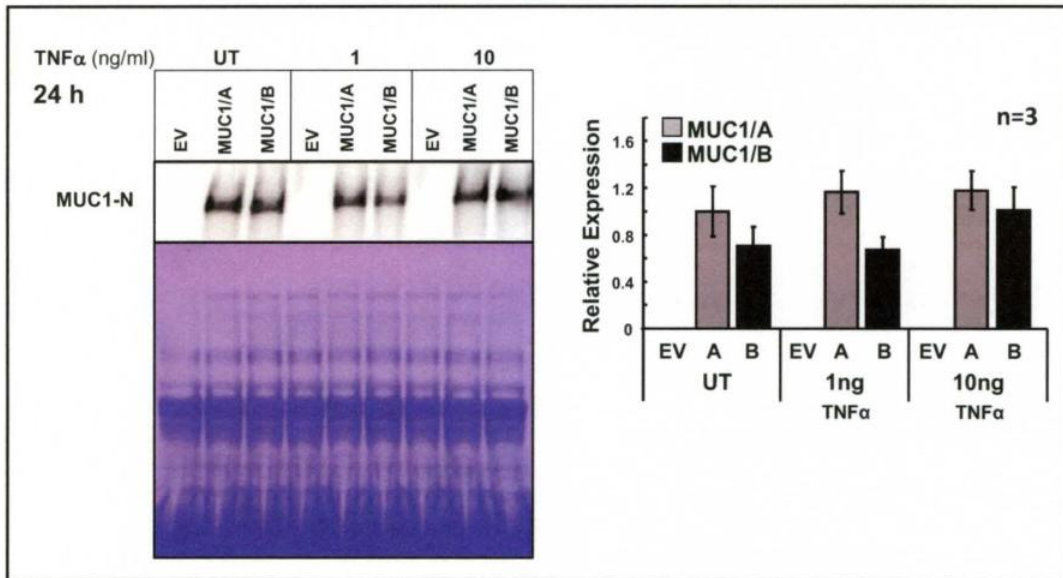 TNFα (ng/ml) UT 1 10
24 h
EV MUC1/A MUC1/B EV MUC1/A MUC1/B EV MUC1/A MUC1/B
MUC1-N
n=3
MUC1/A
MUC1/B
Relative Expression
1.6
1.2
0.8
0.4
0
EV A B EV A B EV A B
UT 1ng 10ng
TNFα TNFα